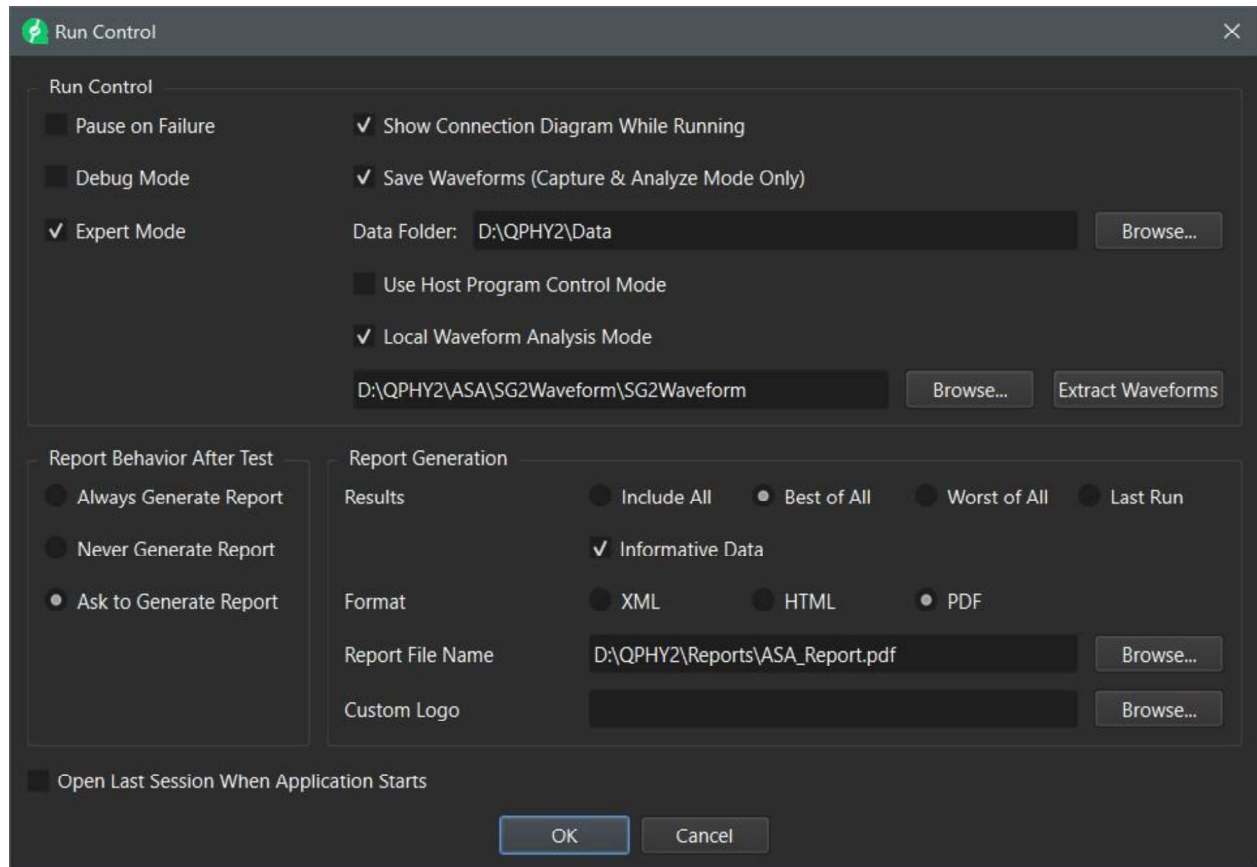 Run Control
Run Control
Pause on Failure
Show Connection Diagram While Running
Debug Mode
Save Waveforms (Capture & Analyze Mode Only)
Expert Mode
Data Folder: D:\QPHY2\Data Browse...
Use Host Program Control Mode
Local Waveform Analysis Mode
D:\QPHY2\ASA\SG2Waveform\SG2Waveform Browse... Extract Waveforms
Report Behavior After Test
Always Generate Report
Never Generate Report
Ask to Generate Report
Report Generation
Results Include All Best of All Worst of All Last Run
Informative Data
Format XML HTML PDF
Report File Name D:\QPHY2\Reports\ASA_Report.pdf Browse...
Custom Logo Browse...
Open Last Session When Application Starts
OK Cancel